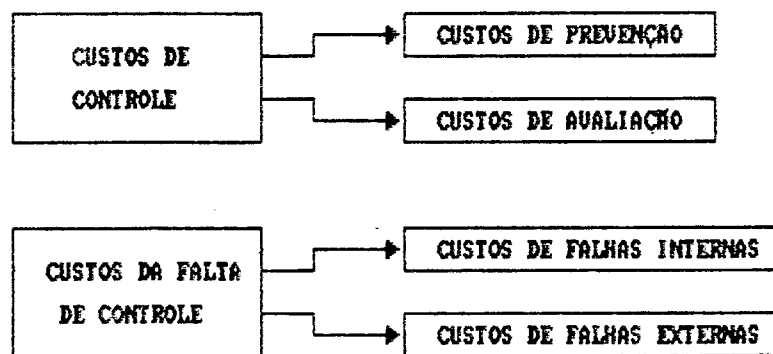 CUSTOS DE
CONTROLE
CUSTOS DE PREVENÇÃO
CUSTOS DE AVALIAÇÃO
CUSTOS DA FALTA
DE CONTROLE
CUSTOS DE FALHAS INTERNAS
CUSTOS DE FALHAS EXTERNAS